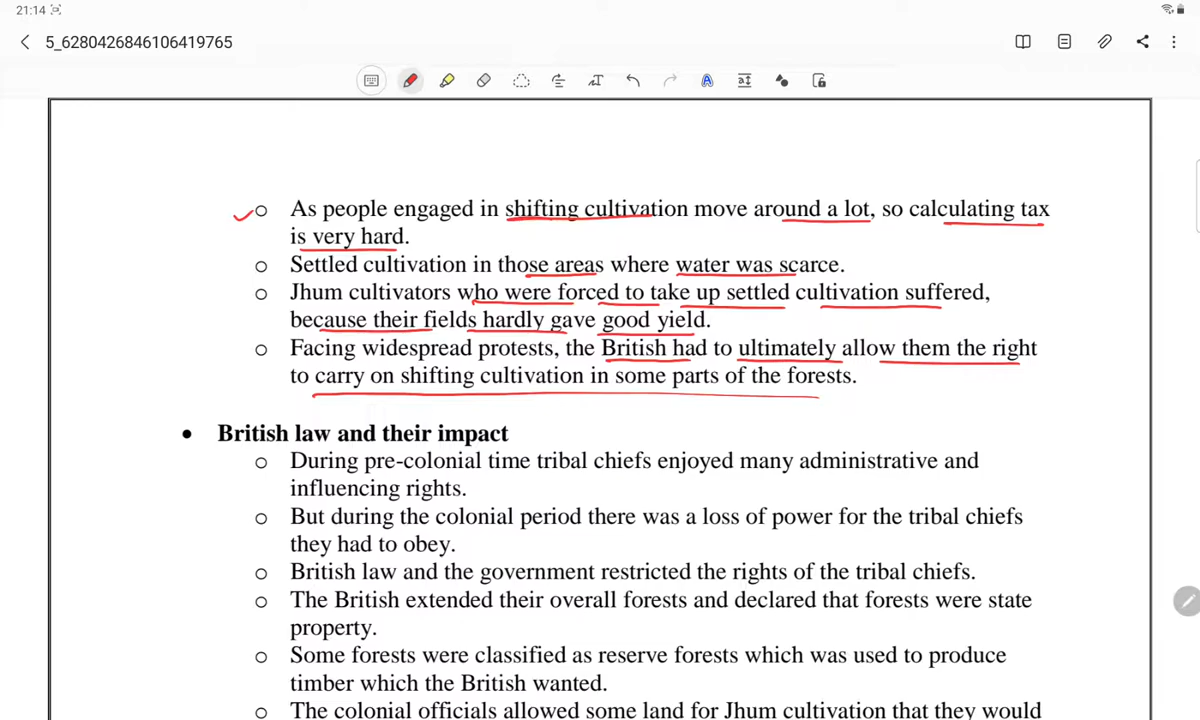 21:14
5_6280426846106419765
o As people engaged in shifting cultivation move around a lot, so calculating tax
is very hard.
o Settled cultivation in those areas where water was scarce.
o Jhum cultivators who were forced to take up settled cultivation suffered,
because their fields hardly gave good yield.
o Facing widespread protests, the British had to ultimately allow them the right
to carry on shifting cultivation in some parts of the forests.
• British law and their impact
o During pre-colonial time tribal chiefs enjoyed many administrative and
influencing rights.
o But during the colonial period there was a loss of power for the tribal chiefs
they had to obey.
o British law and the government restricted the rights of the tribal chiefs.
o The British extended their overall forests and declared that forests were state
property.
o Some forests were classified as reserve forests which was used to produce
timber which the British wanted.
o The colonial officials allowed some land for Jhum cultivation that they would